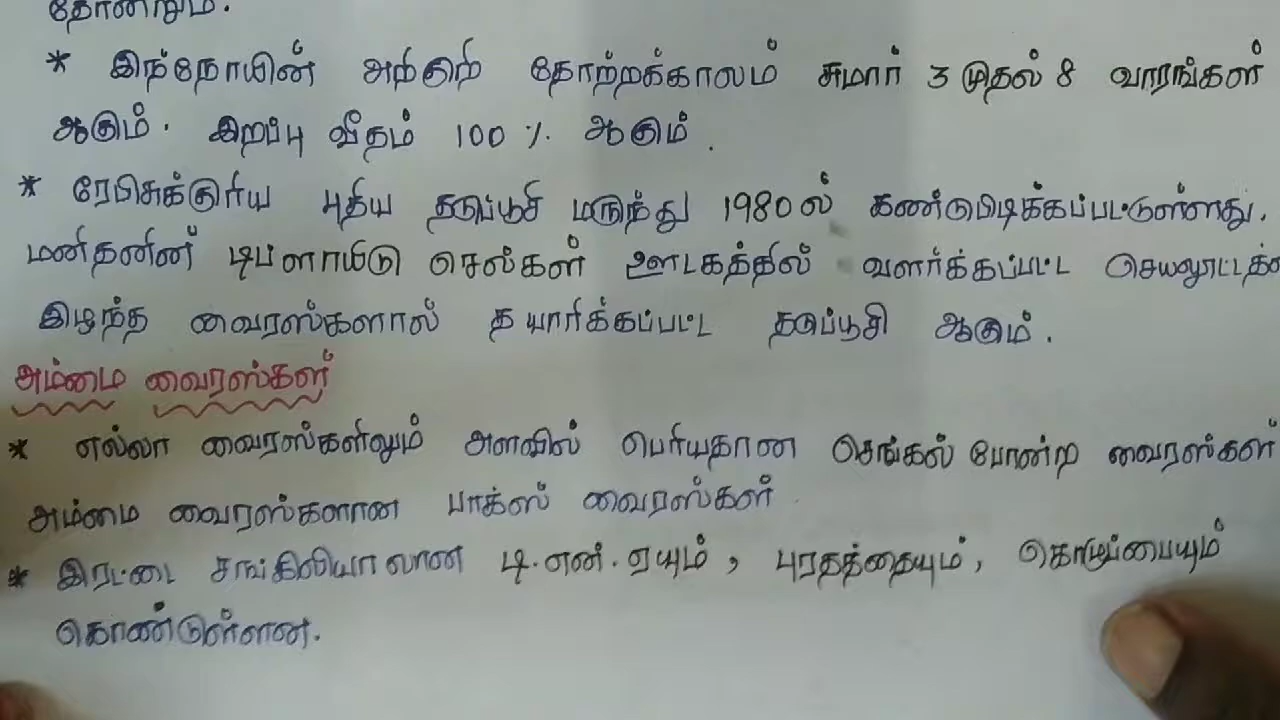 தோன்றும்.
* இந்நோயின் அறிகுறி தோற்றக்காலம் சுமார் 3 முதல் 8 வாரங்கள்
ஆகும். இறப்பு வீதம் 100 % ஆகும்.
* ரேபிசுக்குரிய புதிய தடுப்பூசி மருந்து 1980ல் கண்டுபிடிக்கப்பட்டுள்ளது.
மனிதனின் டிப்ளாயிடு செல்கள் ஊடகத்தில் வளர்க்கப்பட்ட செயலூட்டத்
இழந்த வைரஸ்களால் தயாரிக்கப்பட்ட தடுப்பூசி ஆகும்.
அம்மை வைரஸ்கள்
* எல்லா வைரஸ்களிலும் அளவில் பெரியதான செங்கல் போன்ற வைரஸ்கள்
அம்மை வைரஸ்களான பாக்ஸ் வைரஸ்கள்
* இரட்டை சங்கிலியாலான டி.என்.ஏயும், புரதத்தையும், கொழுப்பையும்
கொண்டுள்ளன.